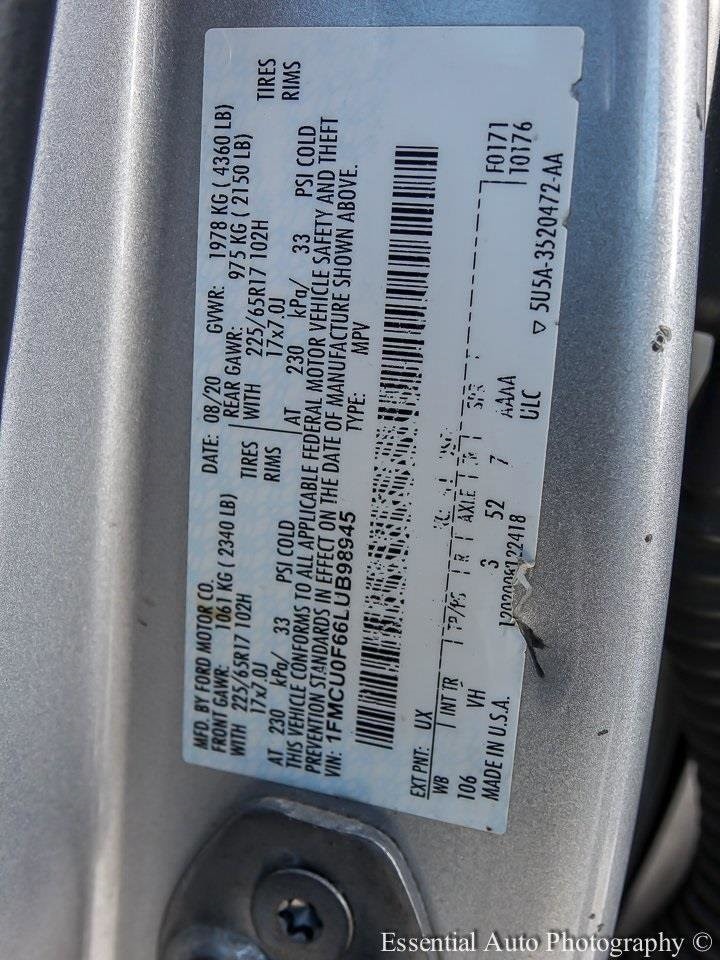 MFD. BY FORD MOTOR CO.
DATE: 08/20 GVWR: 1978 KG ( 4360 LB)
FRONT GAWR: 1061 KG ( 2340 LB) REAR GAWR: 975 KG ( 2150 LB)
WITH 225/65R17 102H TIRES WITH 225/65R17 102H TIRES
17x7.0J RIMS 17x7.0J RIMS
AT 230 kPa/ 33 PSI COLD AT 230 kPa/ 33 PSI COLD
THIS VEHICLE CONFORMS TO ALL APPLICABLE FEDERAL MOTOR VEHICLE SAFETY AND THEFT
PREVENTION STANDARDS IN EFFECT ON THE DATE OF MANUFACTURE SHOWN ABOVE.
VIN: 1FMCU0F66LUB98945 TYPE: MPV
EXT PNT: UX
WB INT TR TP/PS R AXLE
106 VH 3 52 7 AAAA
F0171
T0176
MADE IN U.S.A. ULC
5U5A-3520472-AA
Essential Auto Photography ©